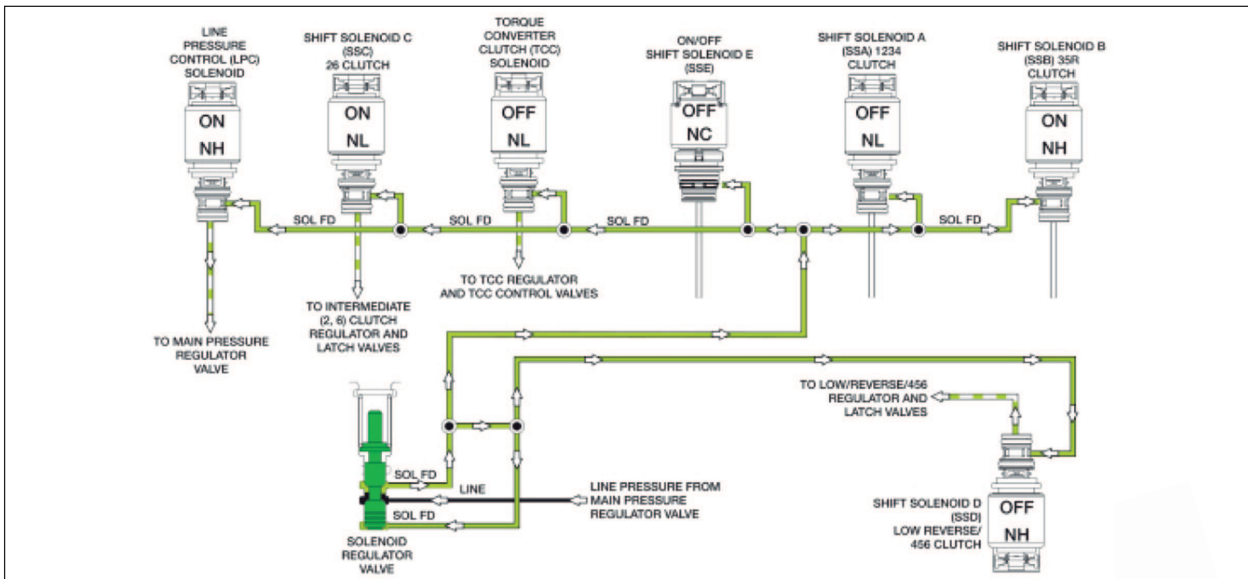 LINE
PRESSURE
CONTROL (LPC)
SOLENOID
ON
NH
SHIFT SOLENOID C
(SSC)
26 CLUTCH
ON
NL
TORQUE
CONVERTER
CLUTCH (TCC)
SOLENOID
OFF
NL
ON/OFF
SHIFT SOLENOID E
(SSE)
OFF
NC
SHIFT SOLENOID A
(SSA) 1234
CLUTCH
OFF
NL
SHIFT SOLENOID B
(SSB) 35R
CLUTCH
ON
NH
SOL FD
SOL FD
SOL FD
SOL FD
TO MAIN PRESSURE
REGULATOR
VALVE
TO INTERMEDIATE
(2, 6) CLUTCH
REGULATOR AND
LATCH VALVES
TO TCC REGULATOR
AND TCC CONTROL VALVES
TO LOW/REVERSE/456
REGULATOR AND
LATCH VALVES
SOL FD
LINE
SOL FD
LINE PRESSURE FROM
MAIN PRESSURE
REGULATOR VALVE
SOLENOID
REGULATOR
VALVE
SHIFT SOLENOID D
(SSD)
LOW REVERSE/
456 CLUTCH
OFF
NH